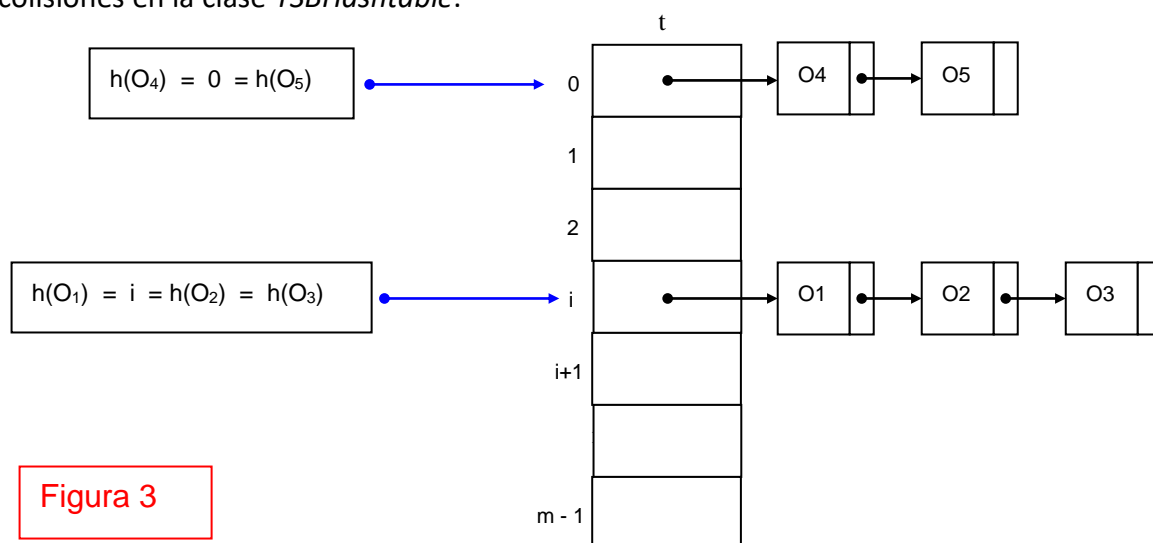 colisiones en la clase TSBHashtable:
t
h(O4) = 0 = h(O5)
0
O4
O5
1
2
h(O1) = i = h(O2) = h(O3)
i
O1
O2
O3
i+1
Figura 3
m - 1